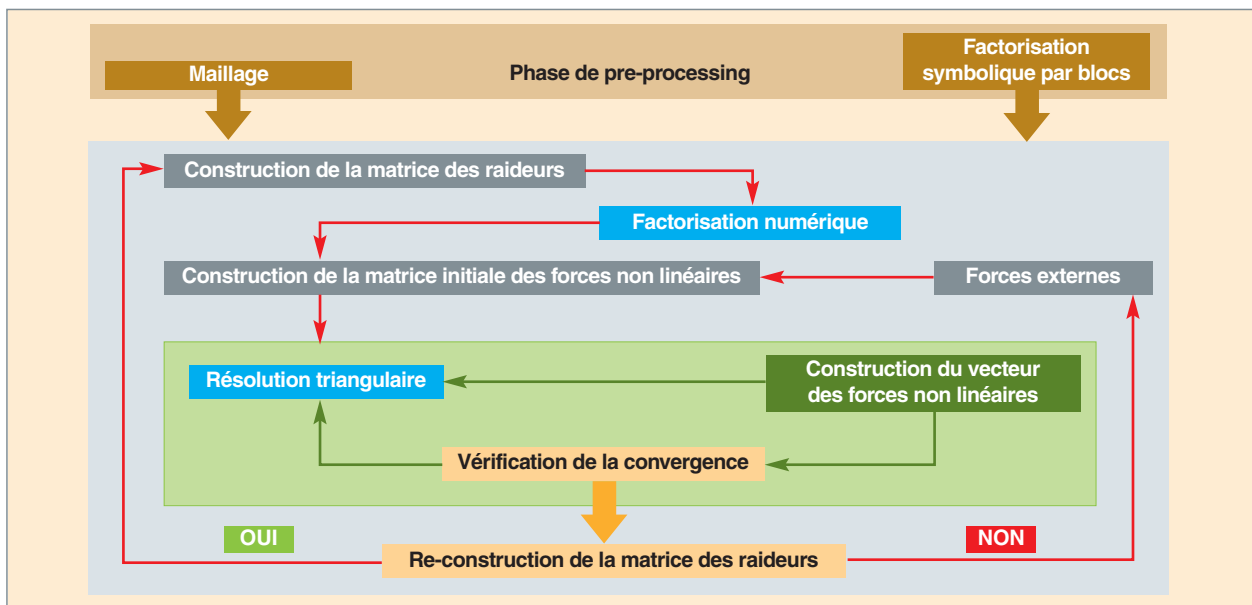 Maillage
Phase de pre-processing
Factorisation
symbolique par blocs
Construction de la matrice des raideurs
Factorisation numérique
Construction de la matrice initiale des forces non linéaires
Forces externes
Résolution triangulaire
Construction du vecteur
des forces non linéaires
Vérification de la convergence
OUI
NON
Re-construction de la matrice des raideurs